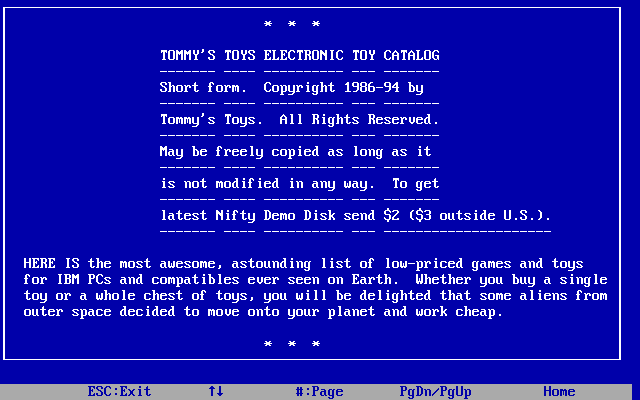 * * *
TOMMY'S TOYS ELECTRONIC TOY CATALOG
------- ---- ---------- --- -------
Short form.  Copyright 1986-94 by
------- ---- ---------- --- -------
Tommy's Toys.  All Rights Reserved.
------- ---- ---------- --- -------
May be freely copied as long as it
------- ---- ---------- --- -------
is not modified in any way.  To get
------- ---- ---------- --- -------
latest Nifty Demo Disk send $2 ($3 outside U.S.).
------- ---- ---------- --- ---------------------
HERE IS the most awesome, astounding list of low-priced games and toys
for IBM PCs and compatibles ever seen on Earth.  Whether you buy a single
toy or a whole chest of toys, you will be delighted that some aliens from
outer space decided to move onto your planet and work cheap.
* * *
ESC:Exit ↑↓ #:Page PgDn/PgUp Home